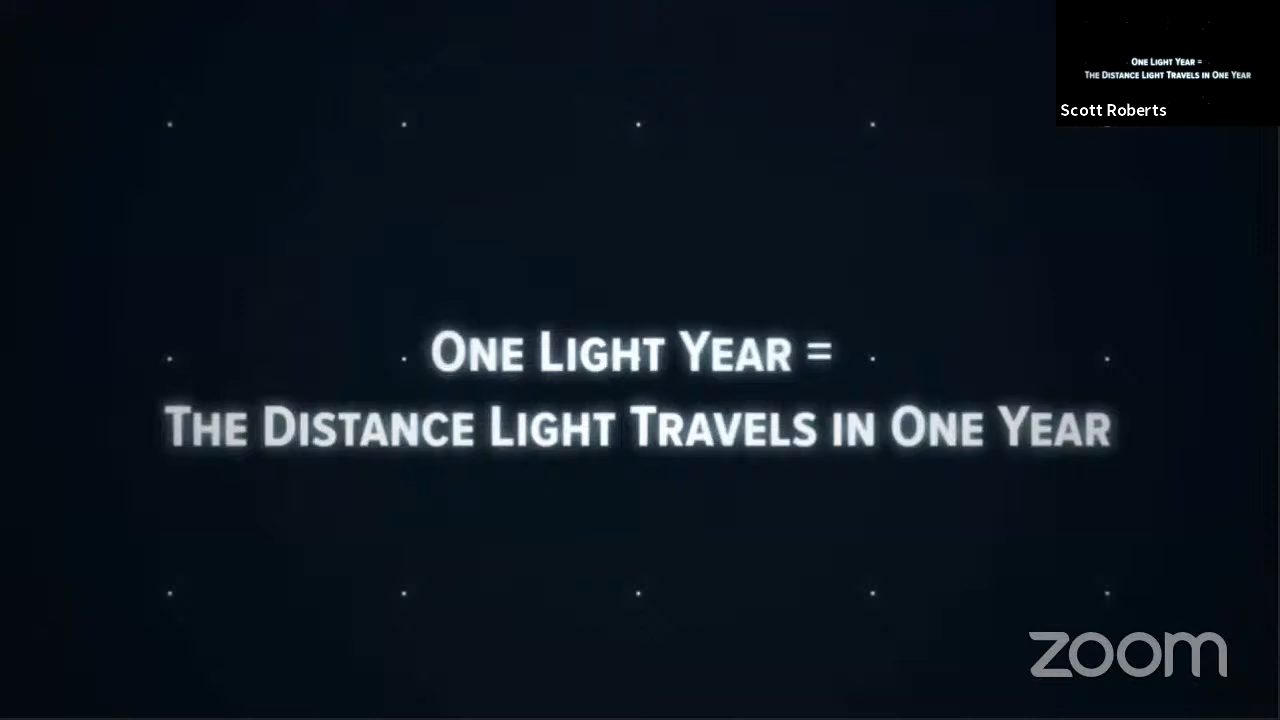 One Light Year =
The Distance Light Travels in One Year
Scott Roberts
One Light Year =
The Distance Light Travels in One Year
zoom